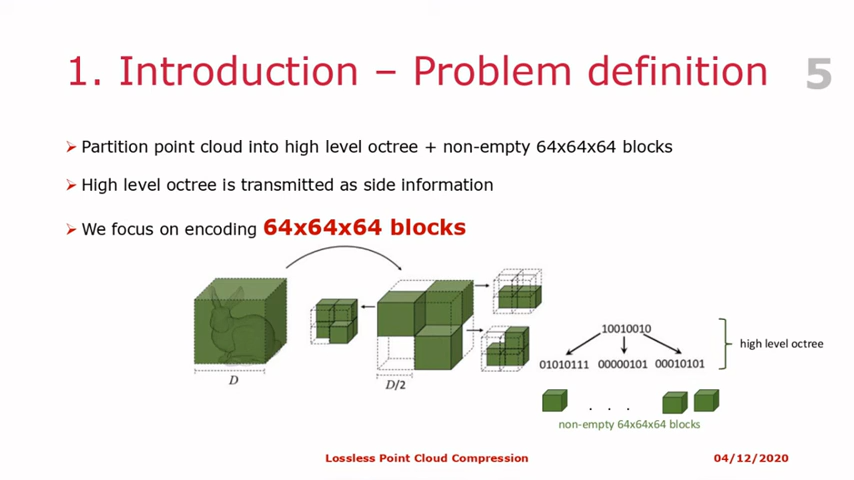 1. Introduction – Problem definition
5
Partition point cloud into high level octree + non-empty 64x64x64 blocks
High level octree is transmitted as side information
We focus on encoding 64x64x64 blocks
D
D/2
10010010
01010111 00000101 00010101
high level octree
. . .
non-empty 64x64x64 blocks
Lossless Point Cloud Compression
04/12/2020